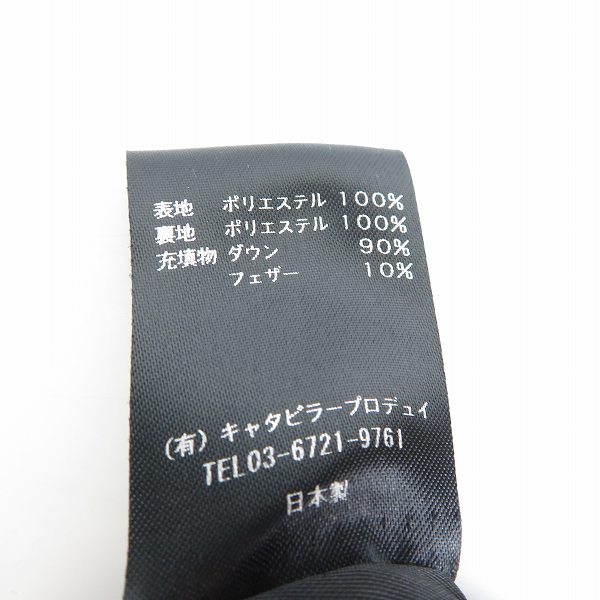 表地 ポリエステル 100%
裏地 ポリエステル 100%
充填物 ダウン 90%
フェザー 10%
(有) キャタピラープロデュイ
TEL03-6721-9761
日本製